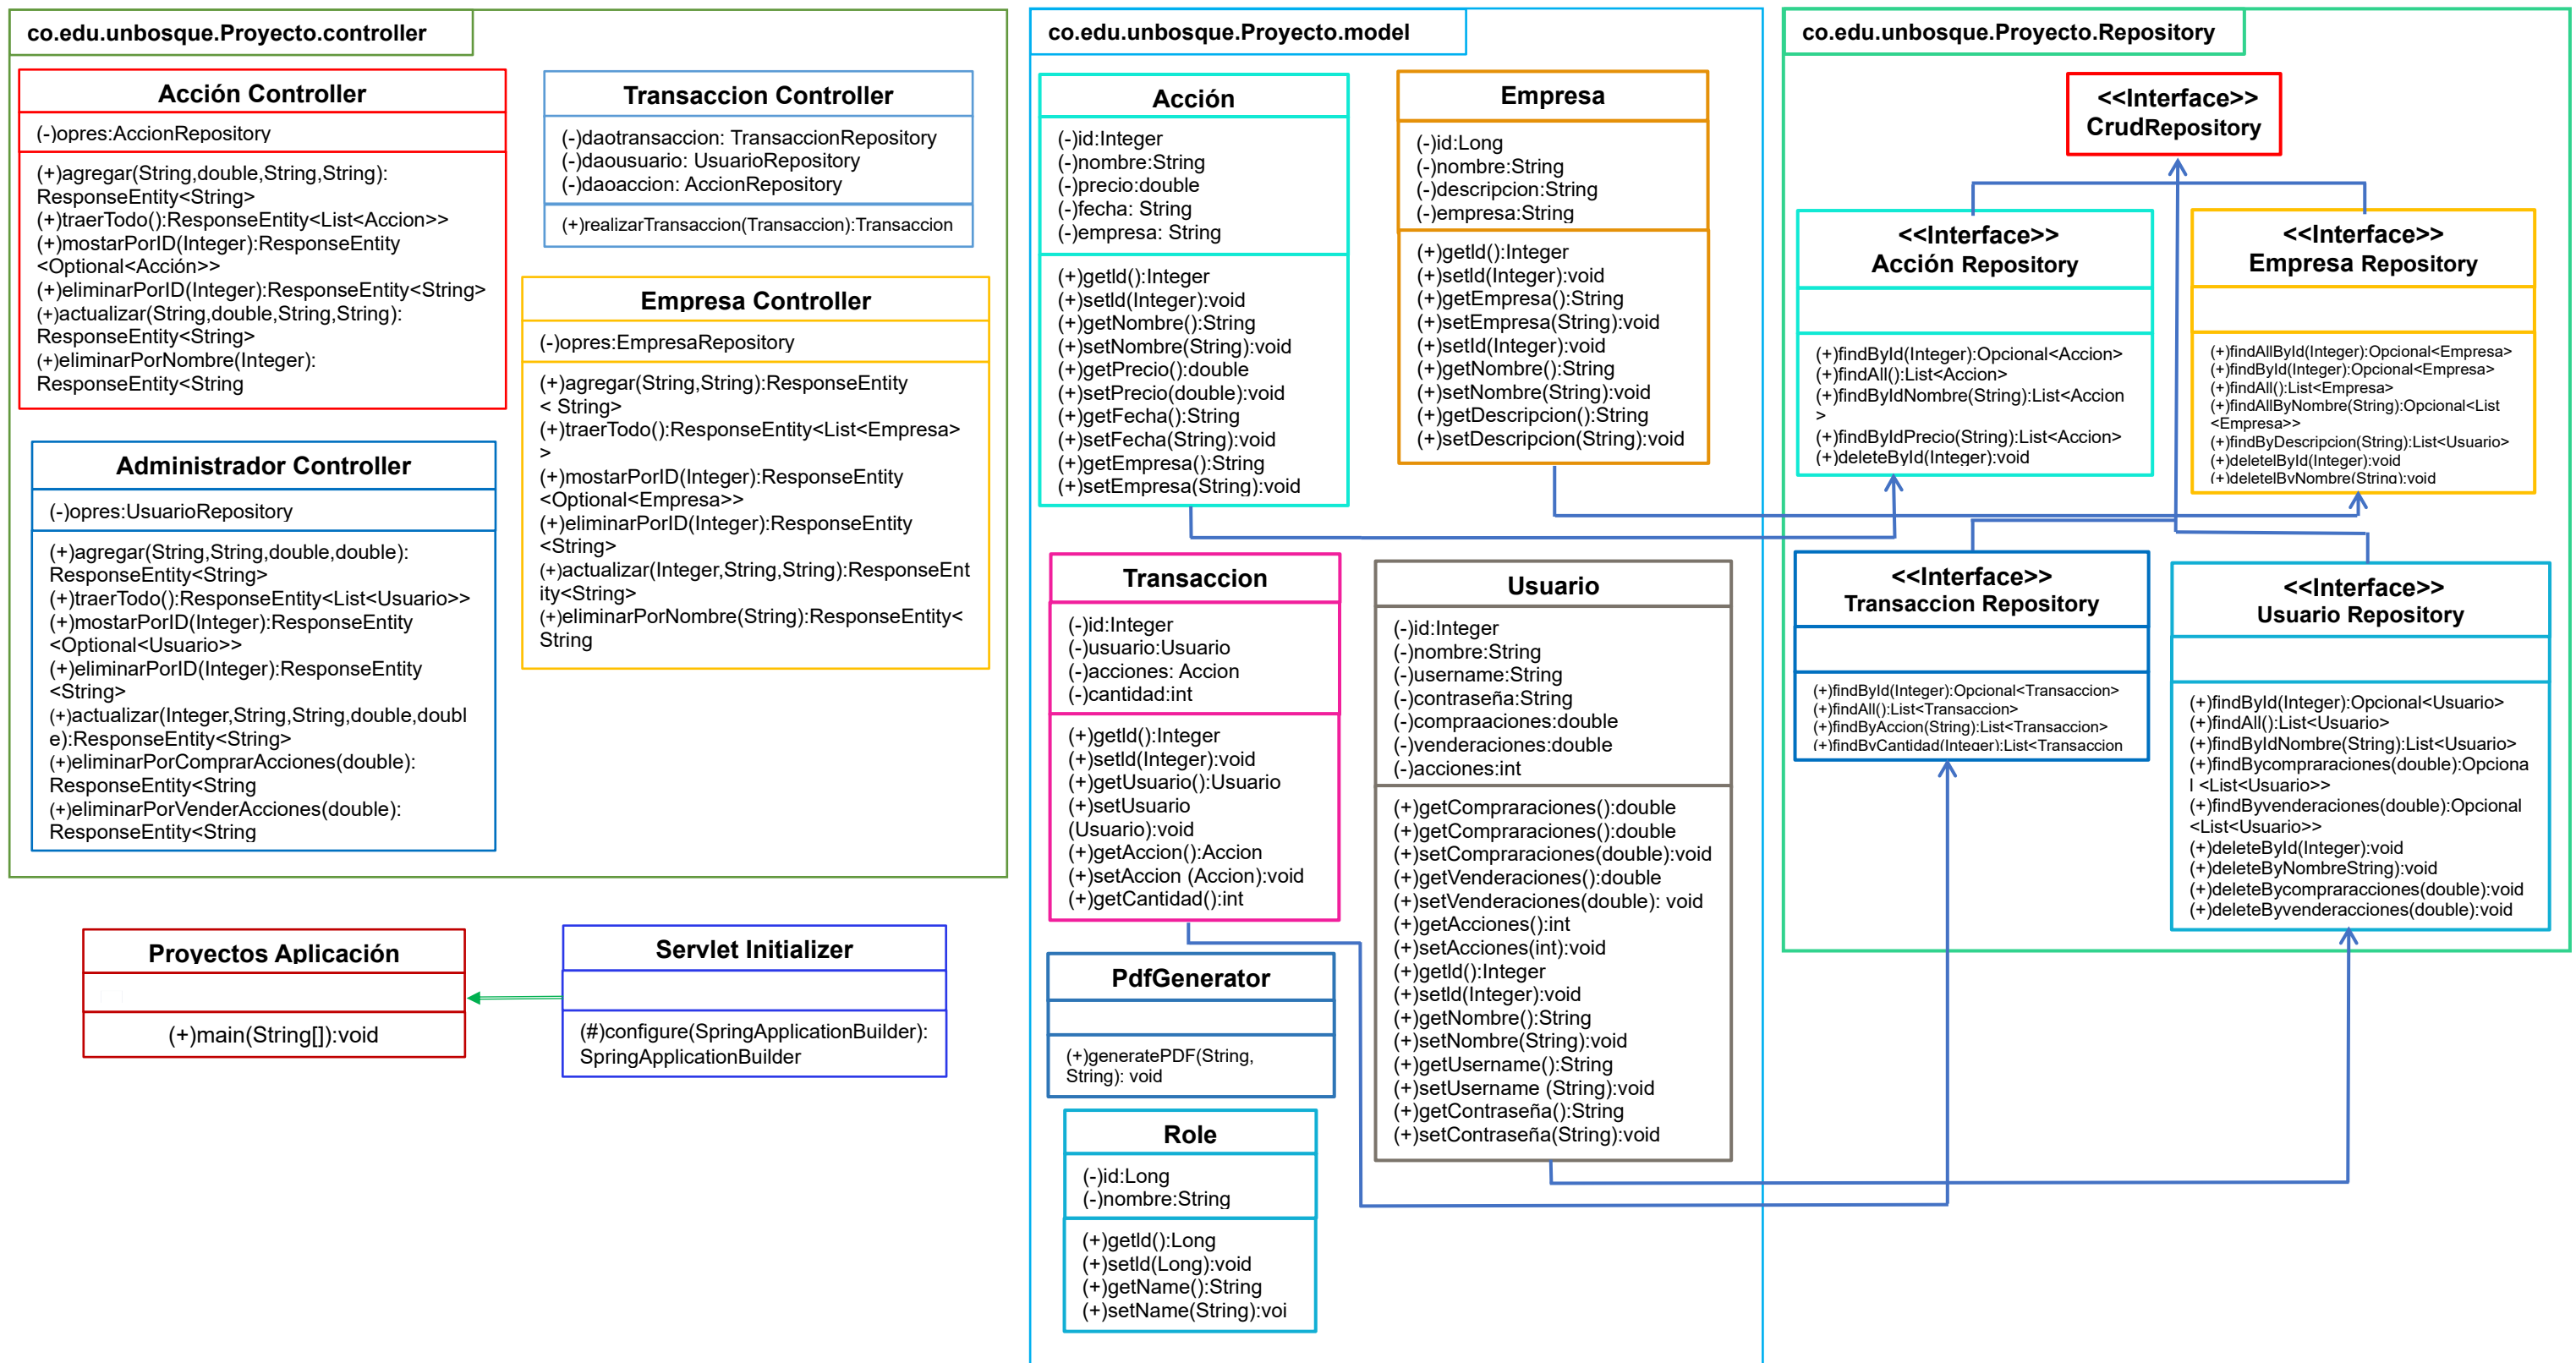 co.edu.unbosque.Proyecto.controller
Acción Controller
(-)opres:AccionRepository
(+)agregar(String,double,String,String):
ResponseEntity<String>
(+)traerTodo():ResponseEntity<List<Accion>>
(+)mostarPorID(Integer):ResponseEntity
<Optional<Acción>>
(+)eliminarPorID(Integer):ResponseEntity<String>
(+)actualizar(String,double,String,String):
ResponseEntity<String>
(+)eliminarPorNombre(Integer):
ResponseEntity<String
Transaccion Controller
(-)daotransaccion: TransaccionRepository
(-)daousuario: UsuarioRepository
(-)daoaccion: AccionRepository
(+)realizarTransaccion(Transaccion):Transaccion
Empresa Controller
(-)opres:EmpresaRepository
(+)agregar(String,String):ResponseEntity
< String>
(+)traerTodo():ResponseEntity<List<Empresa>
>
(+)mostarPorID(Integer):ResponseEntity
<Optional<Empresa>>
(+)eliminarPorID(Integer):ResponseEntity
<String>
(+)actualizar(Integer,String,String):ResponseEnt
ity<String>
(+)eliminarPorNombre(String):ResponseEntity<
String
Administrador Controller
(-)opres:UsuarioRepository
(+)agregar(String,String,double,double):
ResponseEntity<String>
(+)traerTodo():ResponseEntity<List<Usuario>>
(+)mostarPorID(Integer):ResponseEntity
<Optional<Usuario>>
(+)eliminarPorID(Integer):ResponseEntity
<String>
(+)actualizar(Integer,String,String,double,doubl
e):ResponseEntity<String>
(+)eliminarPorComprarAcciones(double):
ResponseEntity<String
(+)eliminarPorVenderAcciones(double):
ResponseEntity<String
Proyectos Aplicación
(+)main(String[]):void
Servlet Initializer
(#)configure(SpringApplicationBuilder):
SpringApplicationBuilder
co.edu.unbosque.Proyecto.model
Acción
(-)id:Integer
(-)nombre:String
(-)precio:double
(-)fecha: String
(-)empresa: String
(+)getId():Integer
(+)setId(Integer):void
(+)getNombre():String
(+)setNombre(String):void
(+)getPrecio():double
(+)setPrecio(double):void
(+)getFecha():String
(+)setFecha(String):void
(+)getEmpresa():String
(+)setEmpresa(String):void
Empresa
(-)id:Long
(-)nombre:String
(-)descripcion:String
(-)empresa:String
(+)getId():Integer
(+)setId(Integer):void
(+)getEmpresa():String
(+)setEmpresa(String):void
(+)setId(Integer):void
(+)getNombre():String
(+)setNombre(String):void
(+)getDescripcion():String
(+)setDescripcion(String):void
Transaccion
(-)id:Integer
(-)usuario:Usuario
(-)acciones: Accion
(-)cantidad:int
(+)getId():Integer
(+)setId(Integer):void
(+)getUsuario():Usuario
(+)setUsuario
(Usuario):void
(+)getAccion():Accion
(+)setAccion (Accion):void
(+)getCantidad():int
Usuario
(-)id:Integer
(-)nombre:String
(-)username:String
(-)contraseña:String
(-)compraaciones:double
(-)venderaciones:double
(-)acciones:int
(+)getCompraraciones():double
(+)getCompraraciones():double
(+)setCompraraciones(double):void
(+)getVenderaciones():double
(+)setVenderaciones(double): void
(+)getAcciones():int
(+)setAcciones(int):void
(+)getId():Integer
(+)setId(Integer):void
(+)getNombre():String
(+)setNombre(String):void
(+)getUsername():String
(+)setUsername (String):void
(+)getContraseña():String
(+)setContraseña(String):void
PdfGenerator
(+)generatePDF(String,
String): void
Role
(-)id:Long
(-)nombre:String
(+)getId():Long
(+)setId(Long):void
(+)getName():String
(+)setName(String):voi
co.edu.unbosque.Proyecto.Repository
<<Interface>>
CrudRepository
<<Interface>>
Acción Repository
(+)findById(Integer):Opcional<Accion>
(+)findAll():List<Accion>
(+)findByIdNombre(String):List<Accion
>
(+)findByIdPrecio(String):List<Accion>
(+)deleteById(Integer):void
<<Interface>>
Empresa Repository
(+)findAllById(Integer):Opcional<Empresa>
(+)findById(Integer):Opcional<Empresa>
(+)findAll():List<Empresa>
(+)findAllByNombre(String):Opcional<List
<Empresa>>
(+)findByDescripcion(String):List<Usuario>
(+)deletelById(Integer):void
(+)deletelByNombre(String):void
<<Interface>>
Transaccion Repository
(+)findById(Integer):Opcional<Transaccion>
(+)findAll():List<Transaccion>
(+)findByAccion(String):List<Transaccion>
(+)findByCantidad(Integer):List<Transaccion
<<Interface>>
Usuario Repository
(+)findById(Integer):Opcional<Usuario>
(+)findAll():List<Usuario>
(+)findByIdNombre(String):List<Usuario>
(+)findBycompraraciones(double):Opciona
l <List<Usuario>>
(+)findByvenderaciones(double):Opcional
<List<Usuario>>
(+)deleteById(Integer):void
(+)deleteByNombreString):void
(+)deleteBycompraracciones(double):void
(+)deleteByvenderacciones(double):void